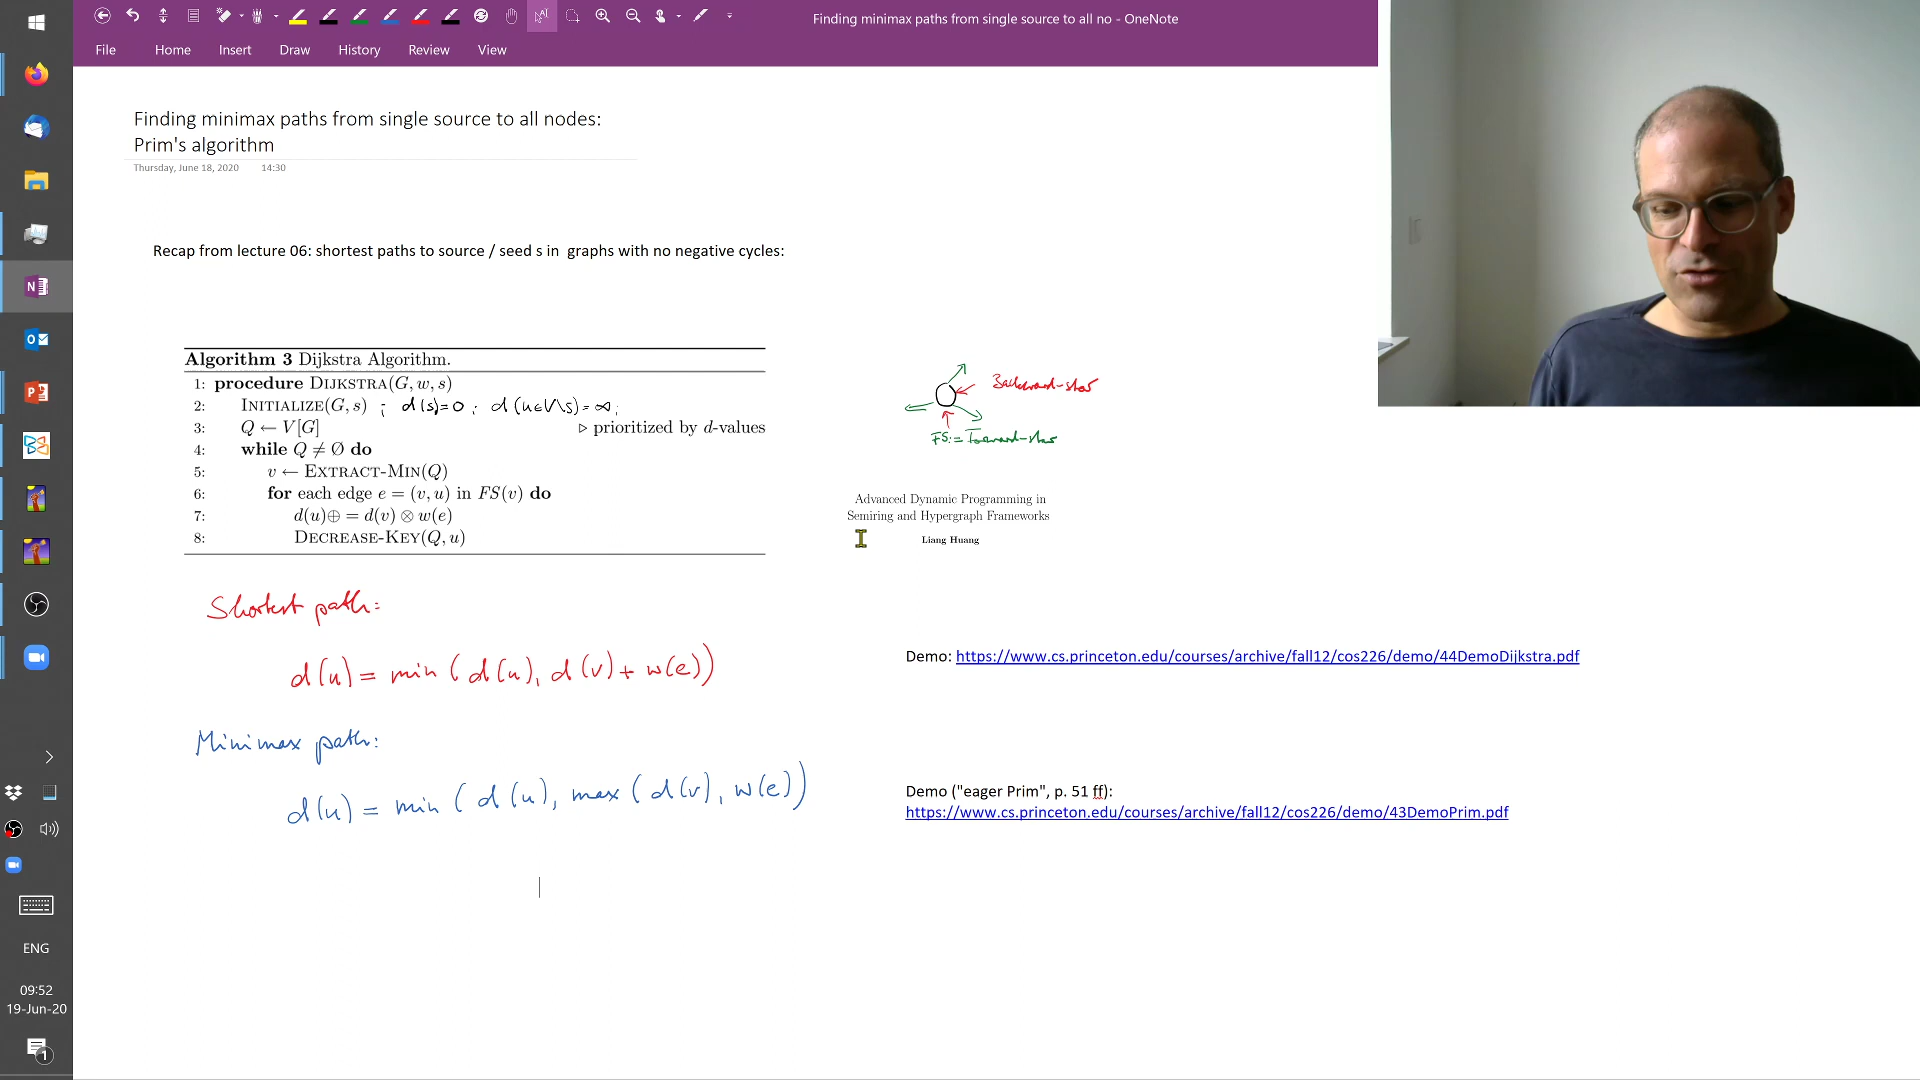 Finding minimax paths from single source to all no - OneNote
File Home Insert Draw History Review View
Finding minimax paths from single source to all nodes:
Prim's algorithm
Thursday, June 18, 2020 14:30
Recap from lecture 06: shortest paths to source / seed s in graphs with no negative cycles:
Algorithm 3 Dijkstra Algorithm.
1: procedure DIJKSTRA(G, w, s)
2: INITIALIZE(G, s) ; d(s)=0 ; d(u∈V\s)=∞;
3: Q ← V[G] ▷ prioritized by d-values
4: while Q ≠ Ø do
5: v ← EXTRACT-MIN(Q)
6: for each edge e = (v, u) in FS(v) do
7: d(u)⊕ = d(v) ⊗ w(e)
8: DECREASE-KEY(Q, u)
Backward-star
FS:= Forward-star
Advanced Dynamic Programming in
Semiring and Hypergraph Frameworks
Liang Huang
Shortest path:
d(u) = min (d(u), d(v) + w(e))
Demo: https://www.cs.princeton.edu/courses/archive/fall12/cos226/demo/44DemoDijkstra.pdf
Minimax path:
d(u) = min (d(u), max (d(v), w(e))
Demo ("eager Prim", p. 51 ff):
https://www.cs.princeton.edu/courses/archive/fall12/cos226/demo/43DemoPrim.pdf
ENG
09:52
19-Jun-20
1